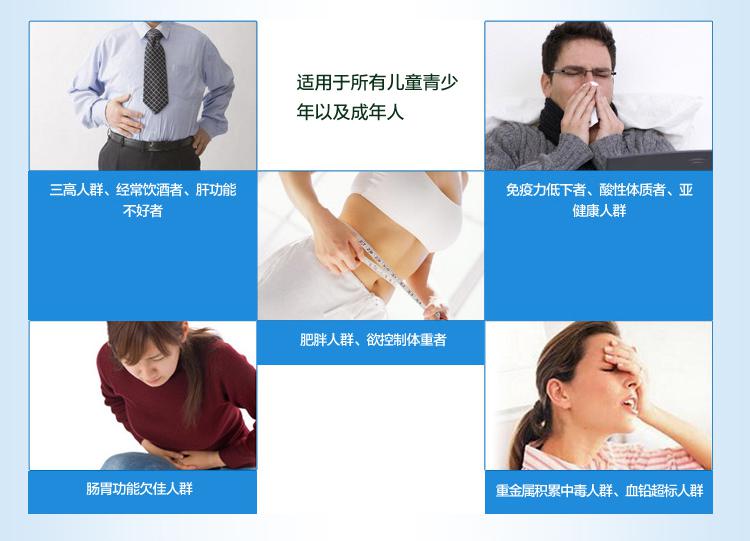 适用于所有儿童青少
年以及成年人
三高人群、经常饮酒者、肝功能
不好者
免疫力低下者、酸性体质者、亚
健康人群
肥胖人群、欲控制体重者
肠胃功能欠佳人群
重金属积累中毒人群、血铅超标人群